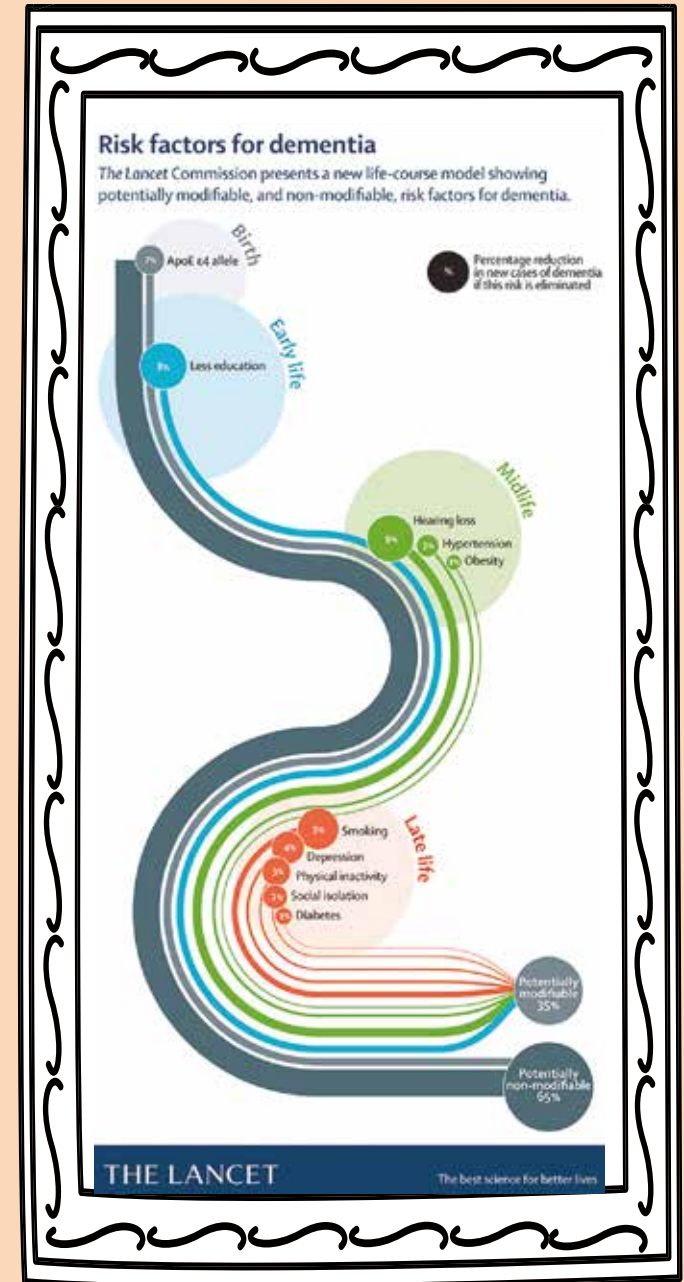 Risk factors for dementia
The Lancet Commission presents a new life-course model showing
potentially modifiable, and non-modifiable, risk factors for dementia.
Birth
7% ApoE ε4 allele
%
Percentage reduction
in new cases of dementia
if this risk is eliminated
Early life
8% Less education
Midlife
Hearing loss
9%
2% Hypertension
Obesity
Late life
5% Smoking
4% Depression
3% Physical inactivity
2% Social isolation
Diabetes
Potentially
modifiable
35%
Potentially
non-modifiable
65%
THE LANCET
The best science for better lives